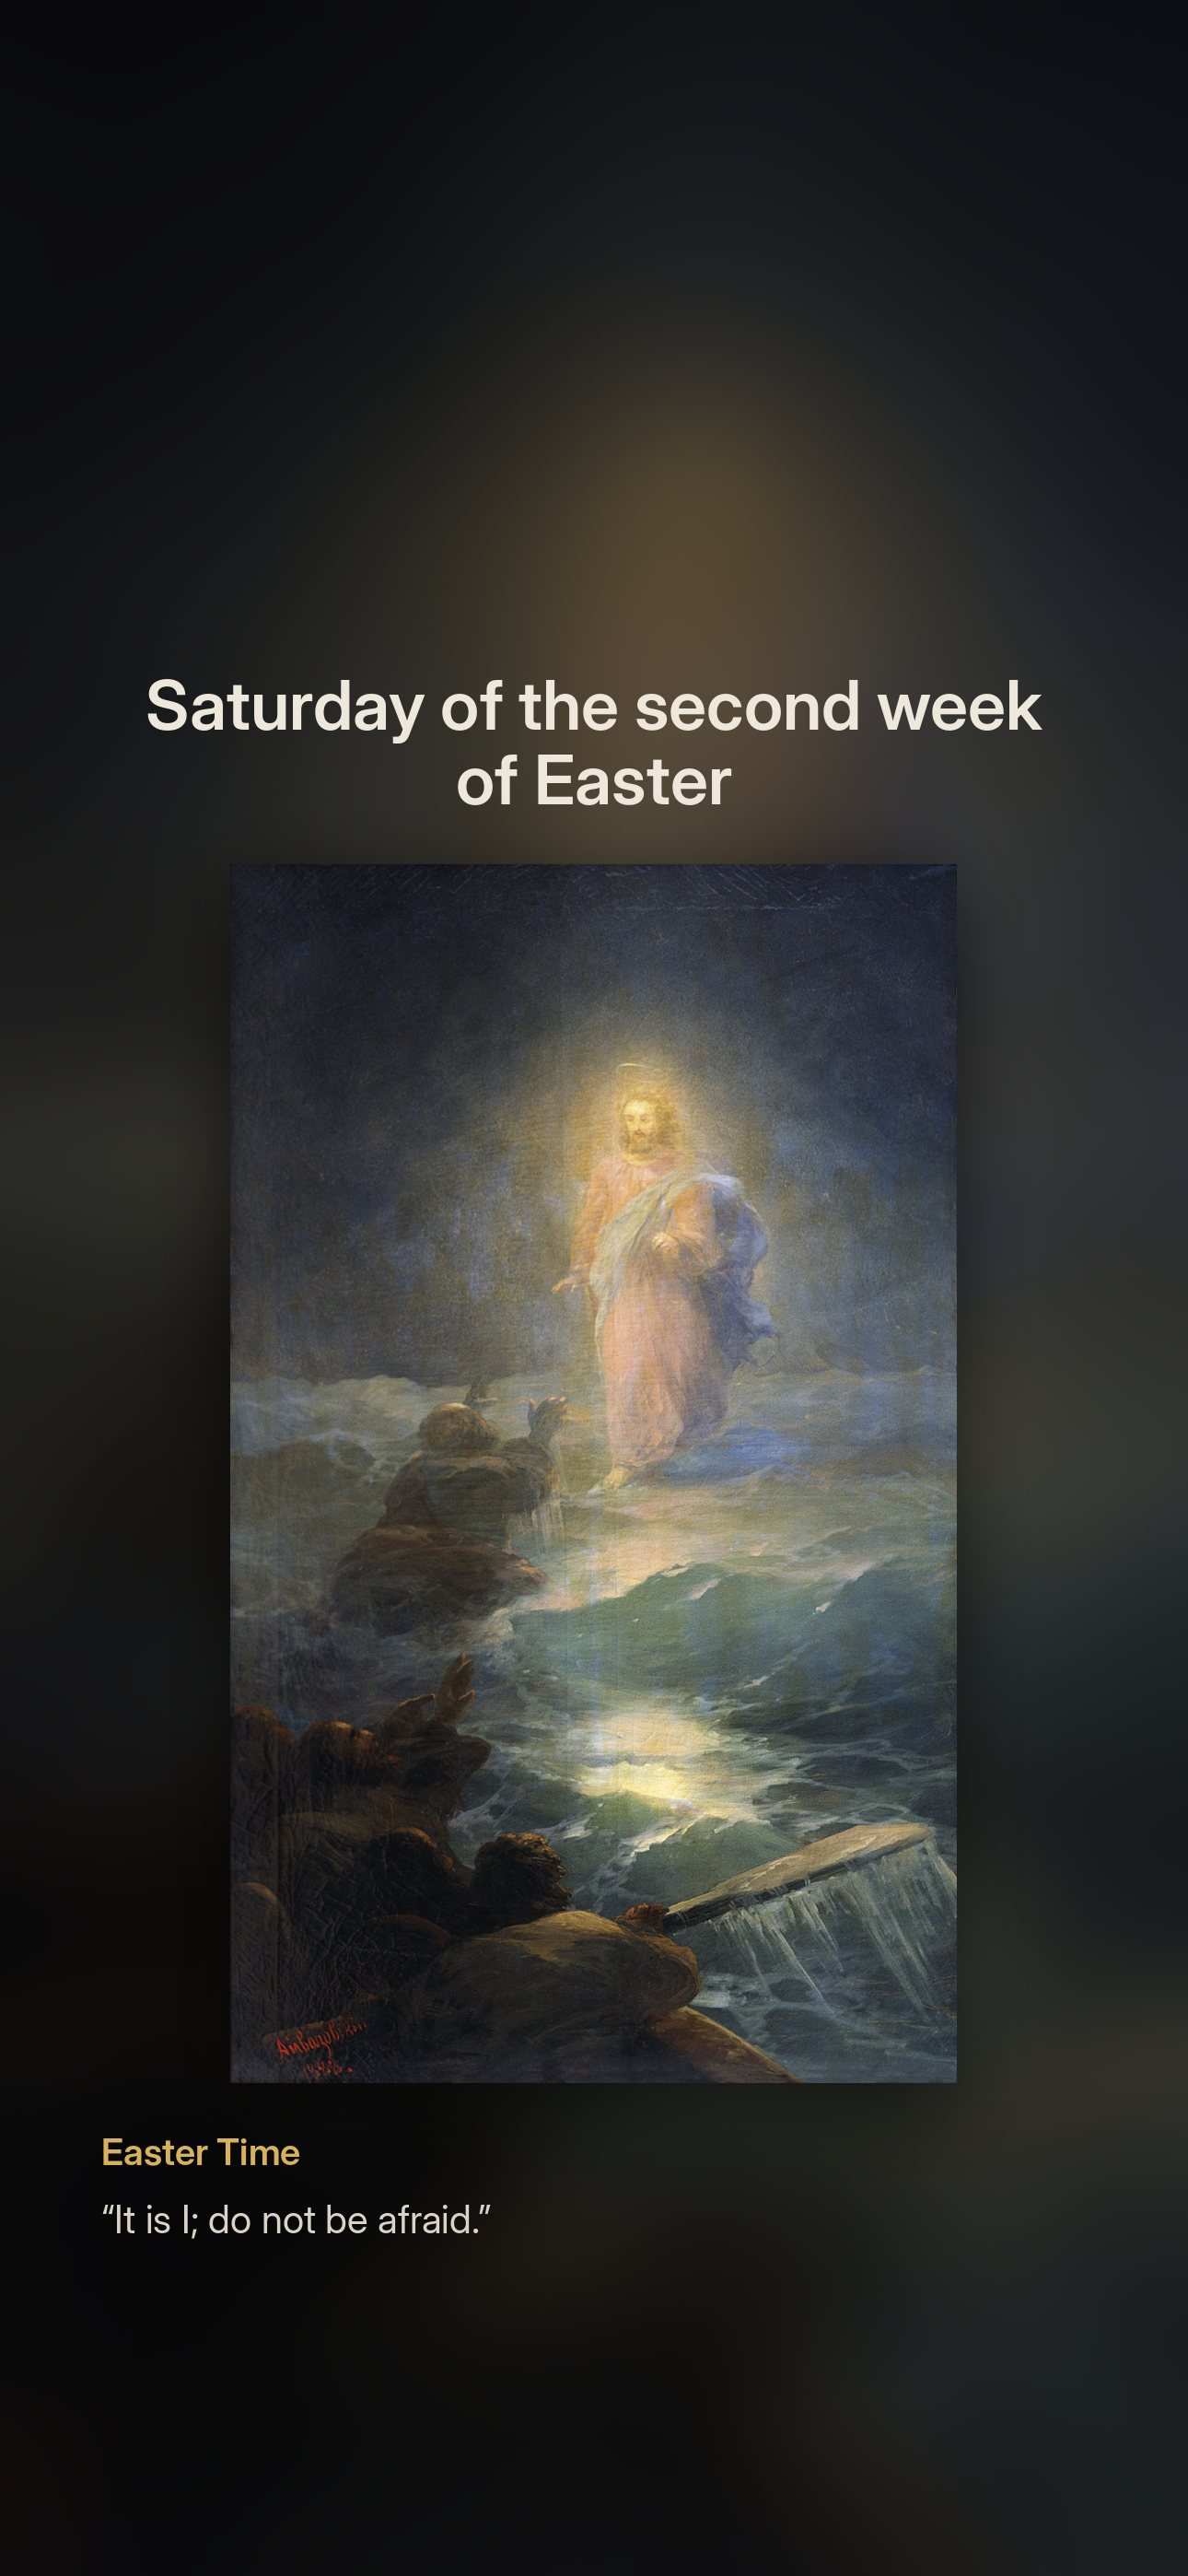 Saturday of the second week
of Easter
Easter Time
“It is I; do not be afraid.”